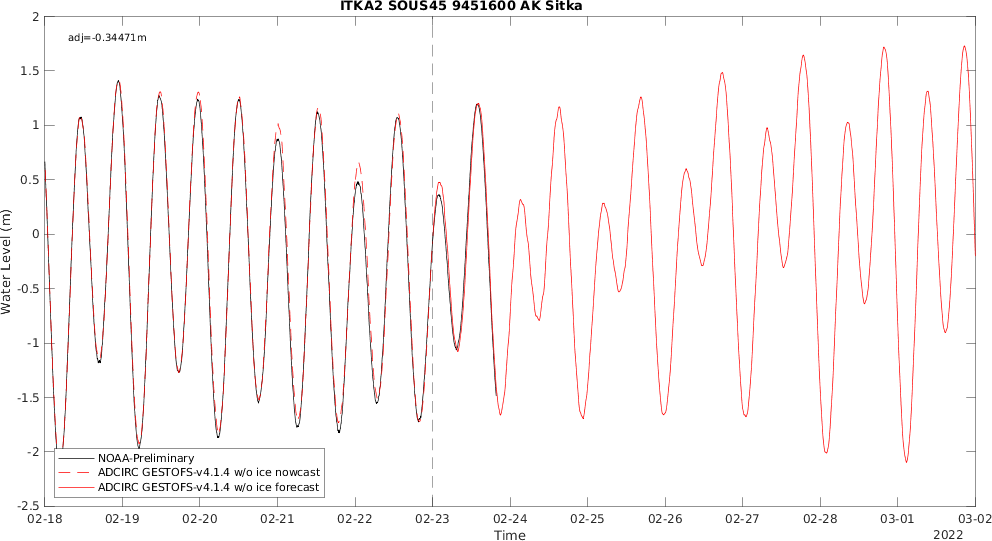 ITKA2 SOUS45 9451600 AK Sitka
adj=-0.34471m
2
1.5
1
0.5
0
-0.5
-1
-1.5
-2
-2.5
Water Level (m)
NOAA-Preliminary
ADCIRC GESTOFS-v4.1.4 w/o ice nowcast
ADCIRC GESTOFS-v4.1.4 w/o ice forecast
02-18 02-19 02-20 02-21 02-22 02-23 02-24 02-25 02-26 02-27 02-28 03-01 03-02
Time
2022